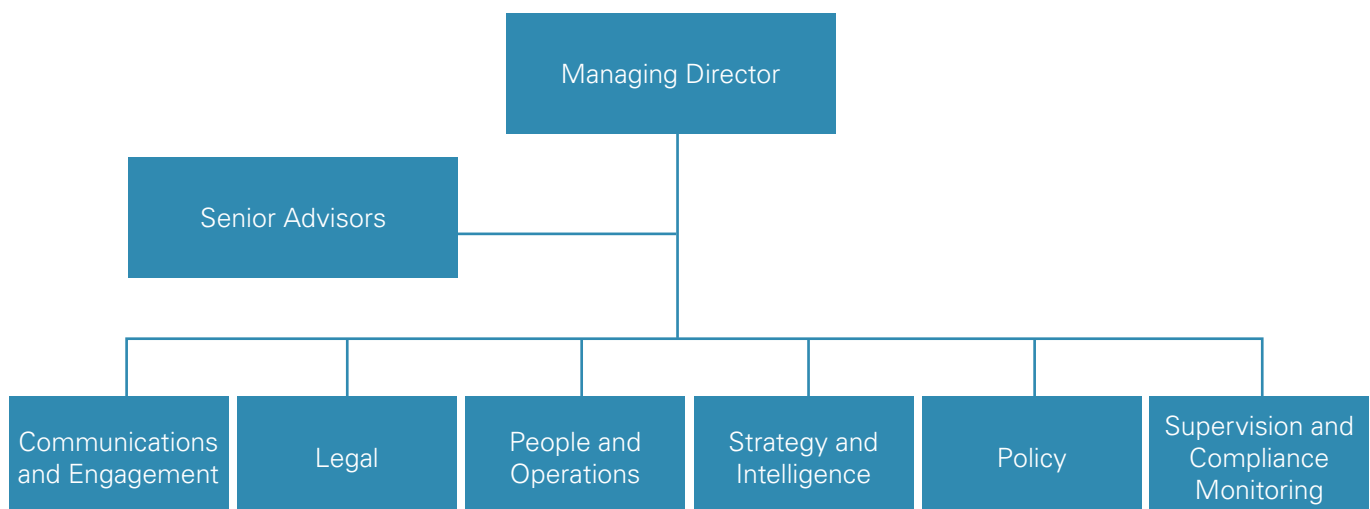 Managing Director
Senior Advisors
Communications
and Engagement
Legal
People and
Operations
Strategy and
Intelligence
Policy
Supervision and
Compliance
Monitoring